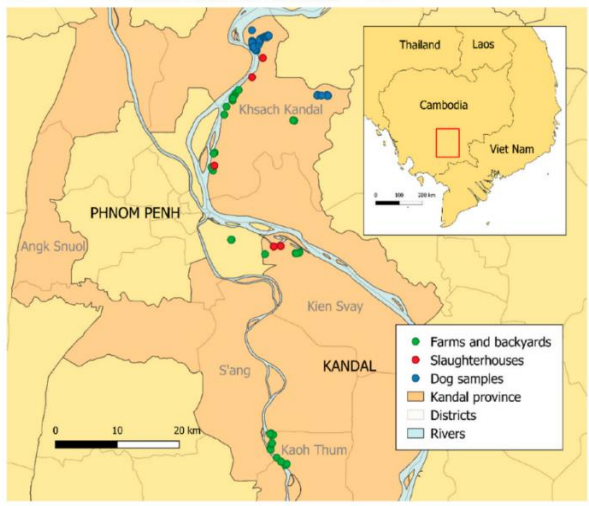 Thailand
Laos
Cambodia
Viet Nam
0 100 200 km
Khsach Kandal
PHNOM PENH
Angk Snuol
Kien Svay
S'ang
KANDAL
Kaoh Thum
0 10 20 km
Farms and backyards
Slaughterhouses
Dog samples
Kandal province
Districts
Rivers